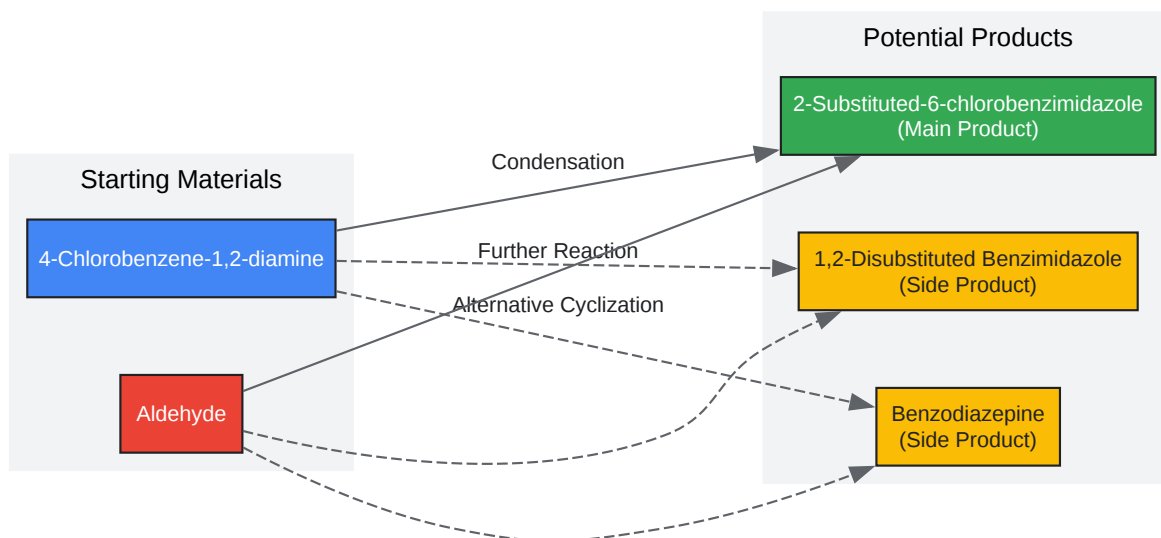 Potential Products
2-Substituted-6-chlorobenzimidazole
(Main Product)
Condensation
Starting Materials
4-Chlorobenzene-1,2-diamine
Further Reaction
1,2-Disubstituted Benzimidazole
(Side Product)
Alternative Cyclization
Aldehyde
Benzodiazepine
(Side Product)